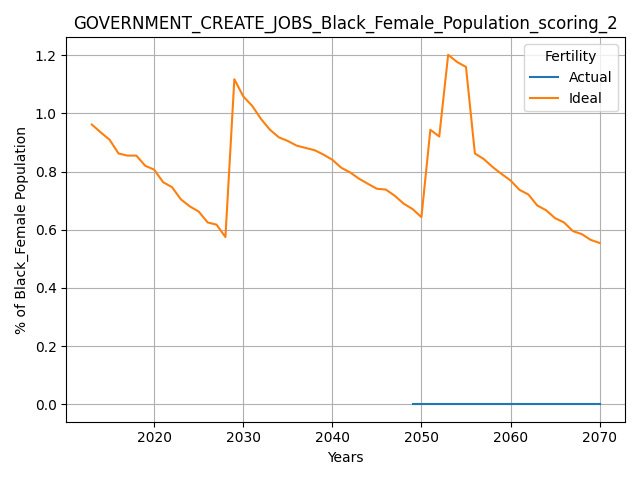 GOVERNMENT_CREATE_JOBS_Black_Female_Population_scoring_2
% of Black_Female Population
1.2
1.0
0.8
0.6
0.4
0.2
0.0
Fertility
Actual
Ideal
2020 2030 2040 2050 2060 2070
Years